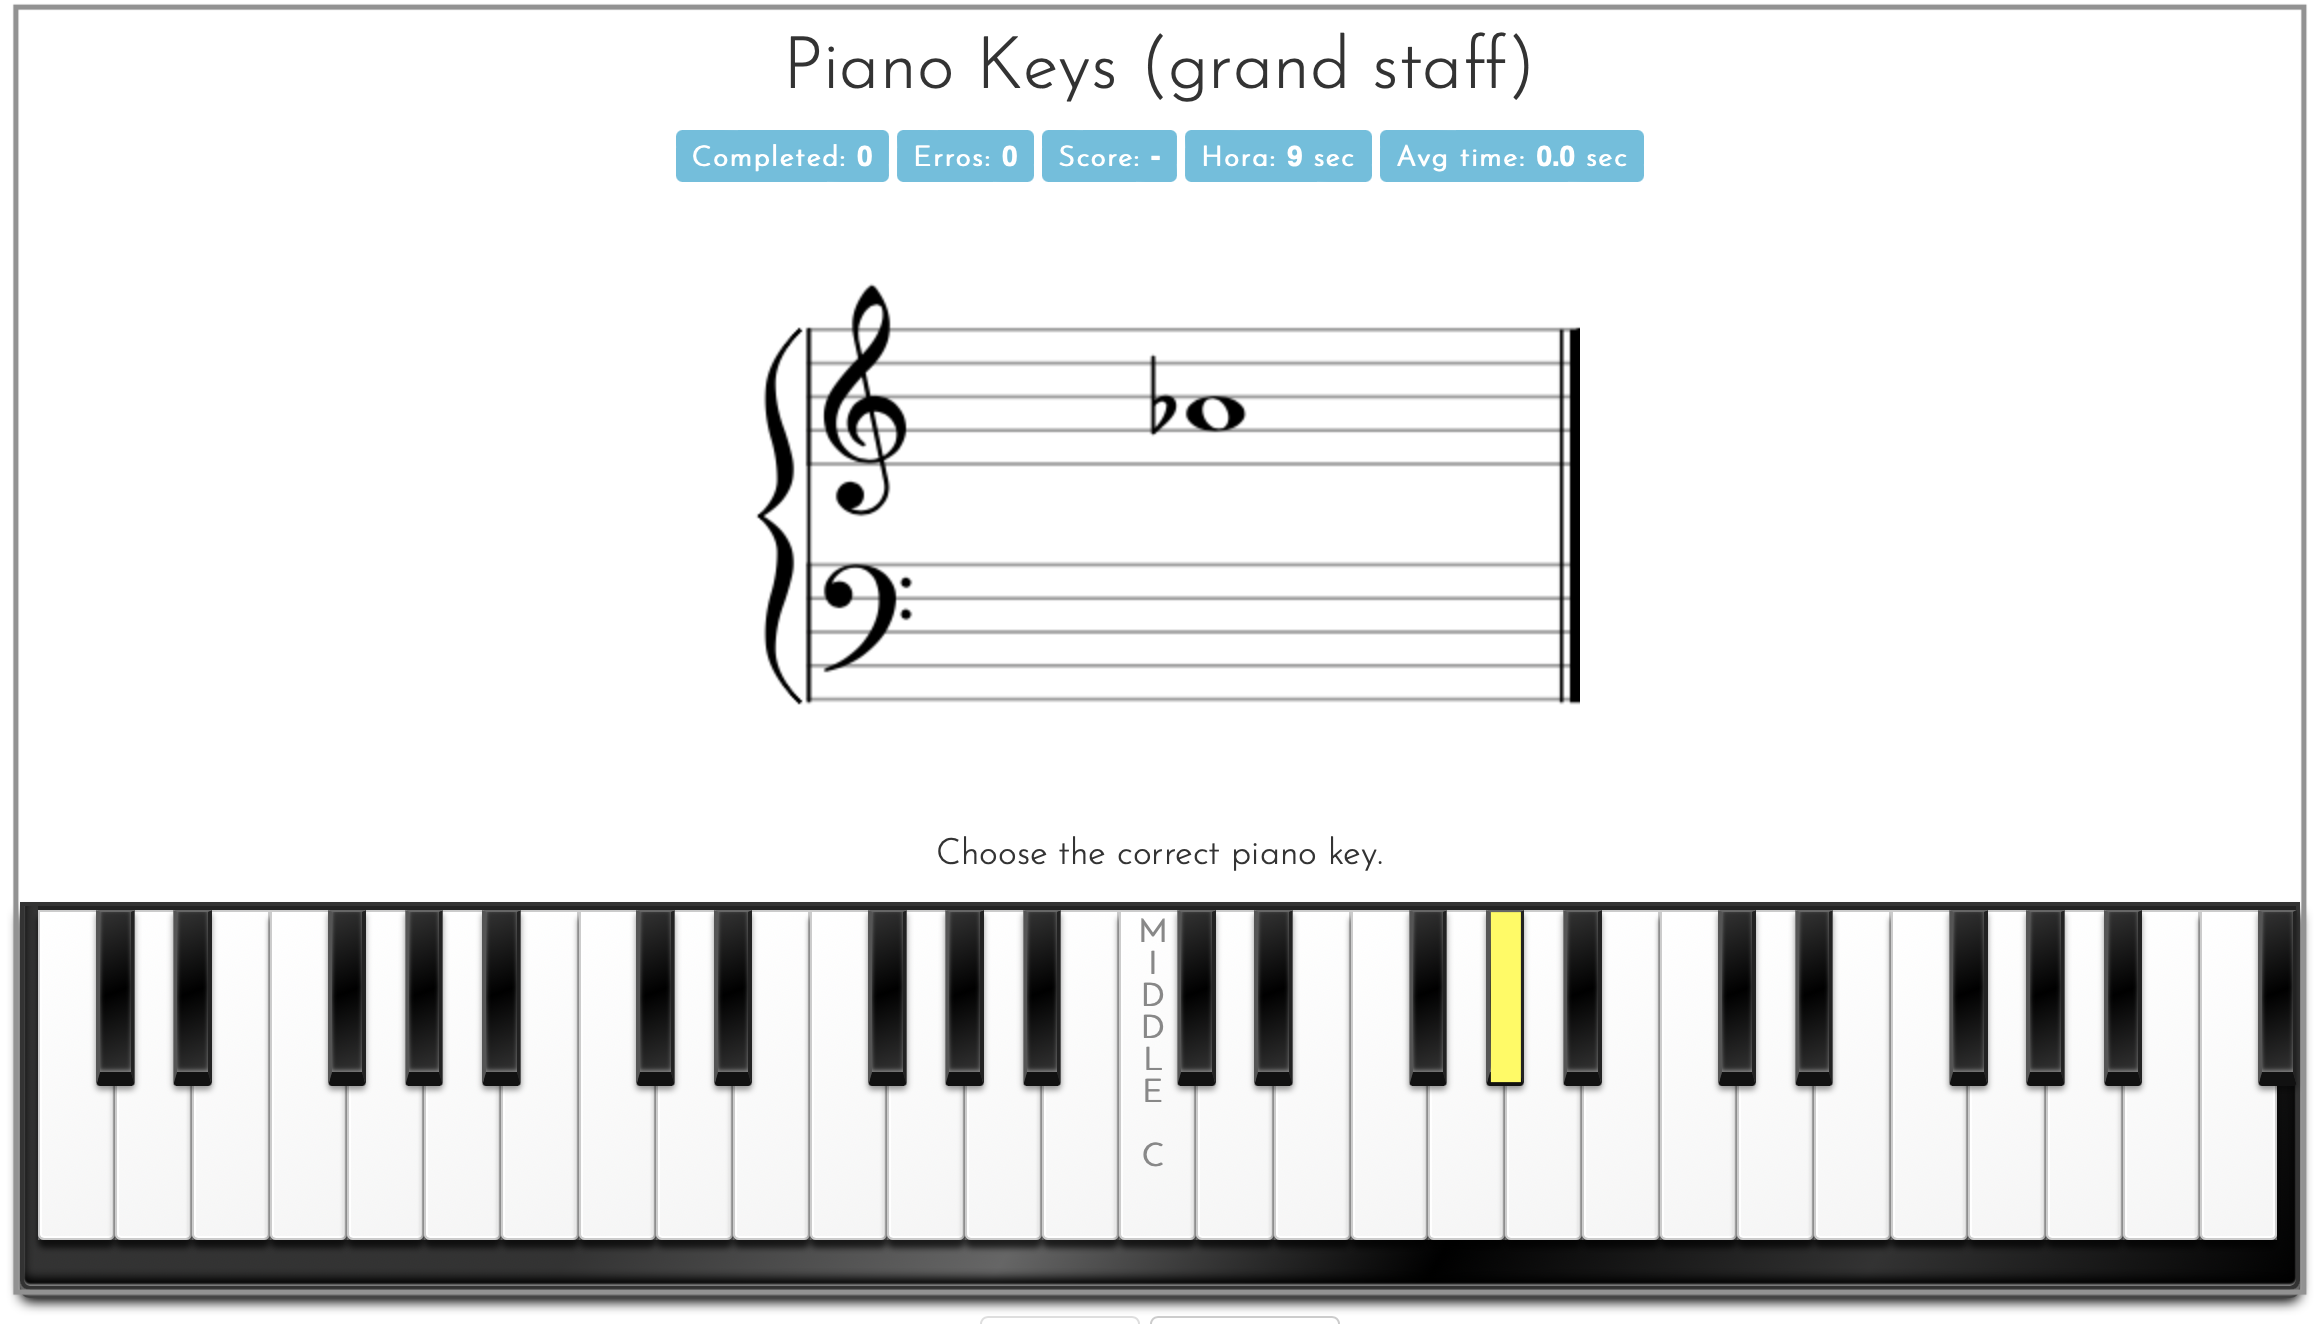 Piano Keys (grand staff)
Completed: 0 Erros: 0 Score: - Hora: 9 sec Avg time: 0.0 sec
Choose the correct piano key.
MIDDLE C